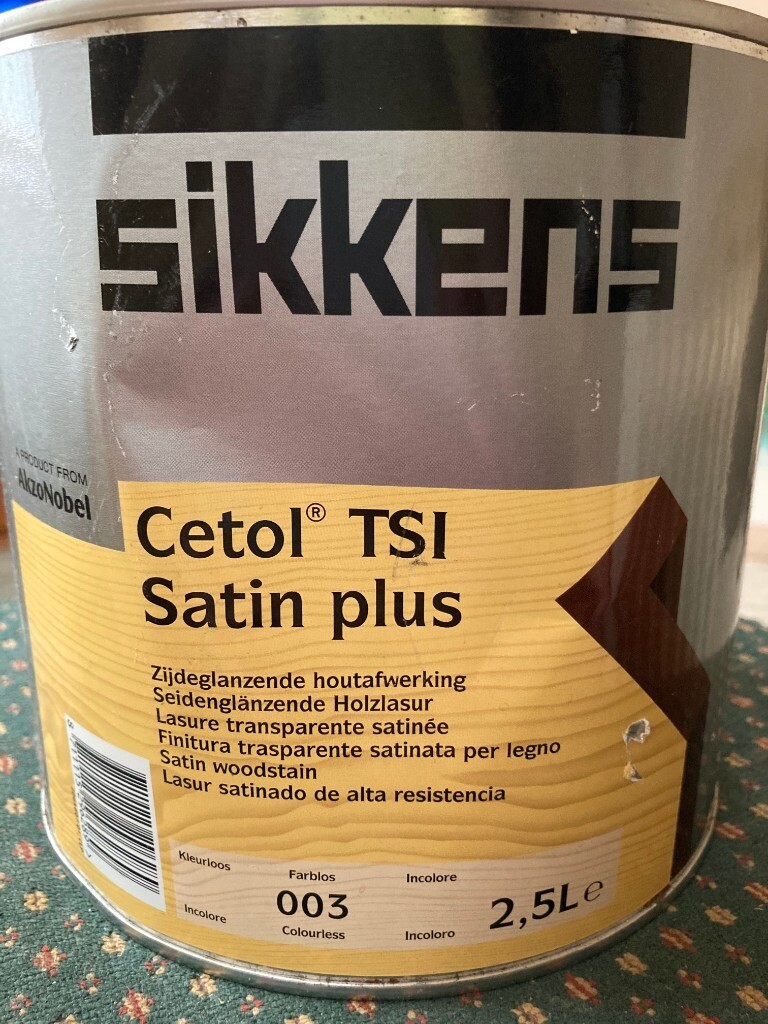 sikkens
A PRODUCT FROM
AkzoNobel
Cetol® TSI
Satin plus
Zijdeglanzende houtafwerking
Seidenglänzende Holzlasur
Lasure transparente satinée
Finitura trasparente satinata per legno
Satin woodstain
Lasur satinado de alta resistencia
Kleurloos Farblos Incolore
003
Incolore Colourless Incoloro
2,5L℮